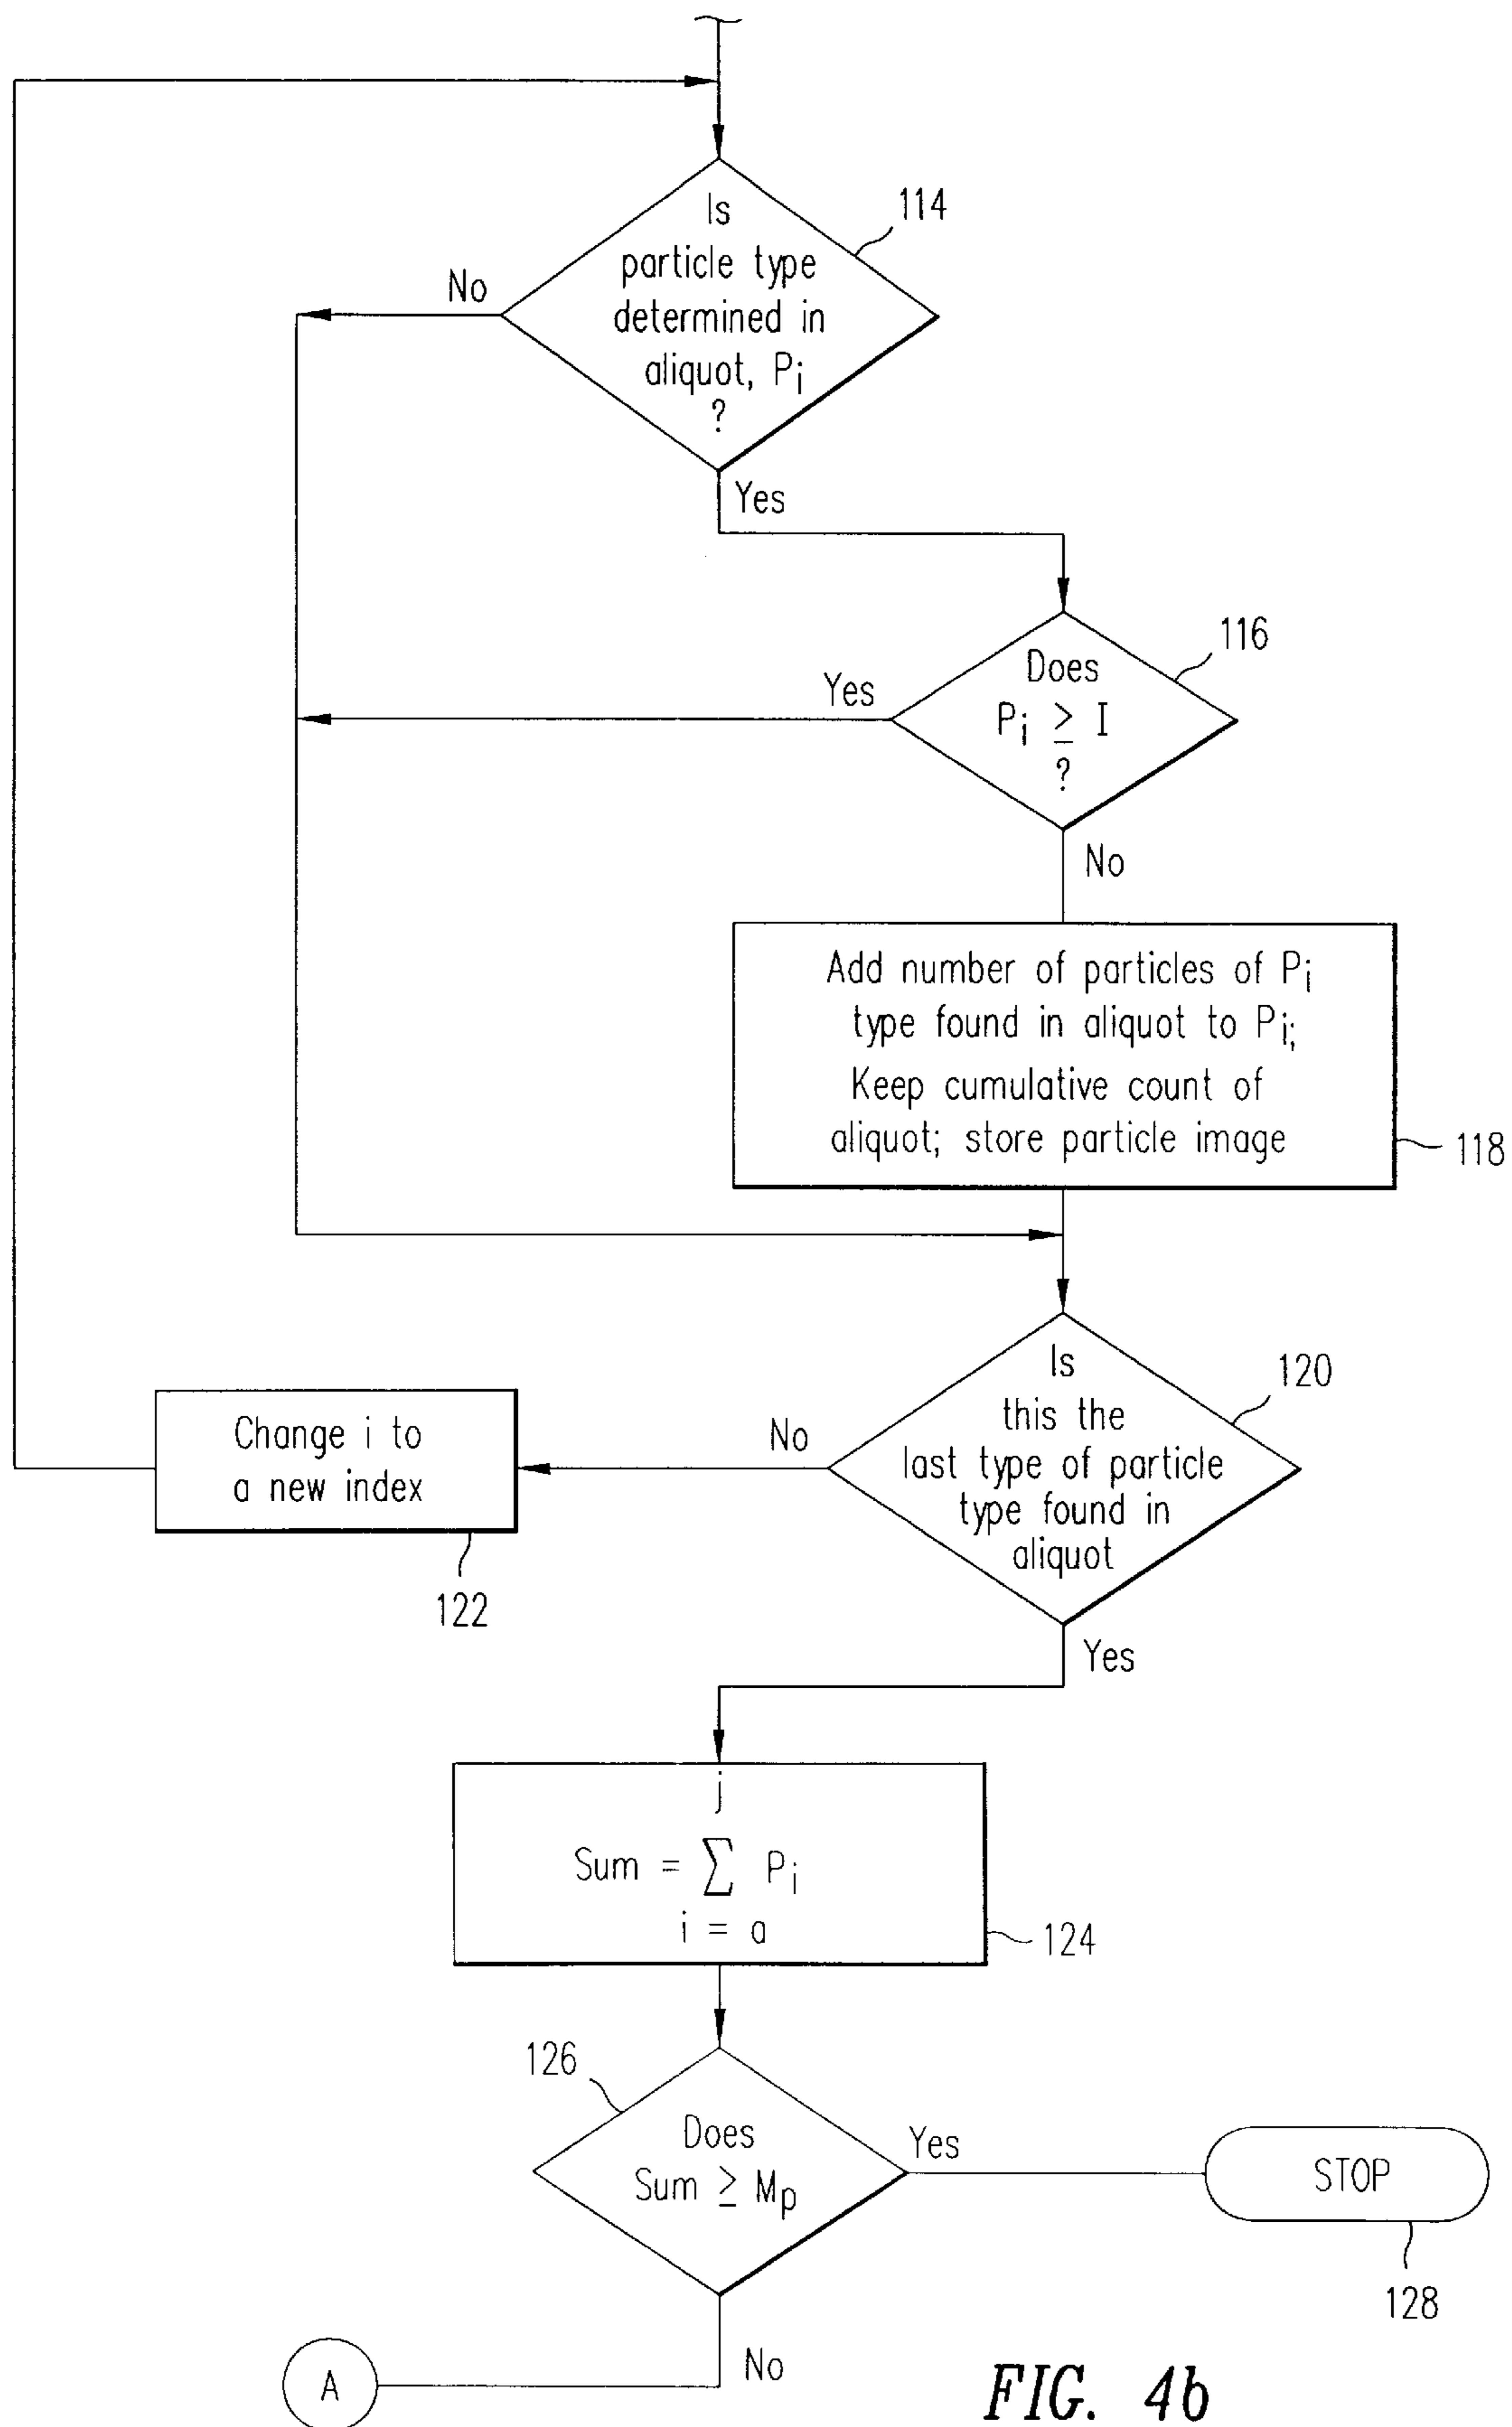 Is
particle type
determined in
aliquot, Pi
?
114
No
Yes
Does
Pi ≥ I
?
116
Yes
No
Add number of particles of Pi
type found in aliquot to Pi;
Keep cumulative count of
aliquot; store particle image
118
Is
this the
last type of particle
type found in
aliquot
120
No
Yes
Change i to
a new index
122
j
Sum = ∑ Pi
i = a
124
126
Does
Sum ≥ Mp
Yes
STOP
128
No
A
FIG. 4b